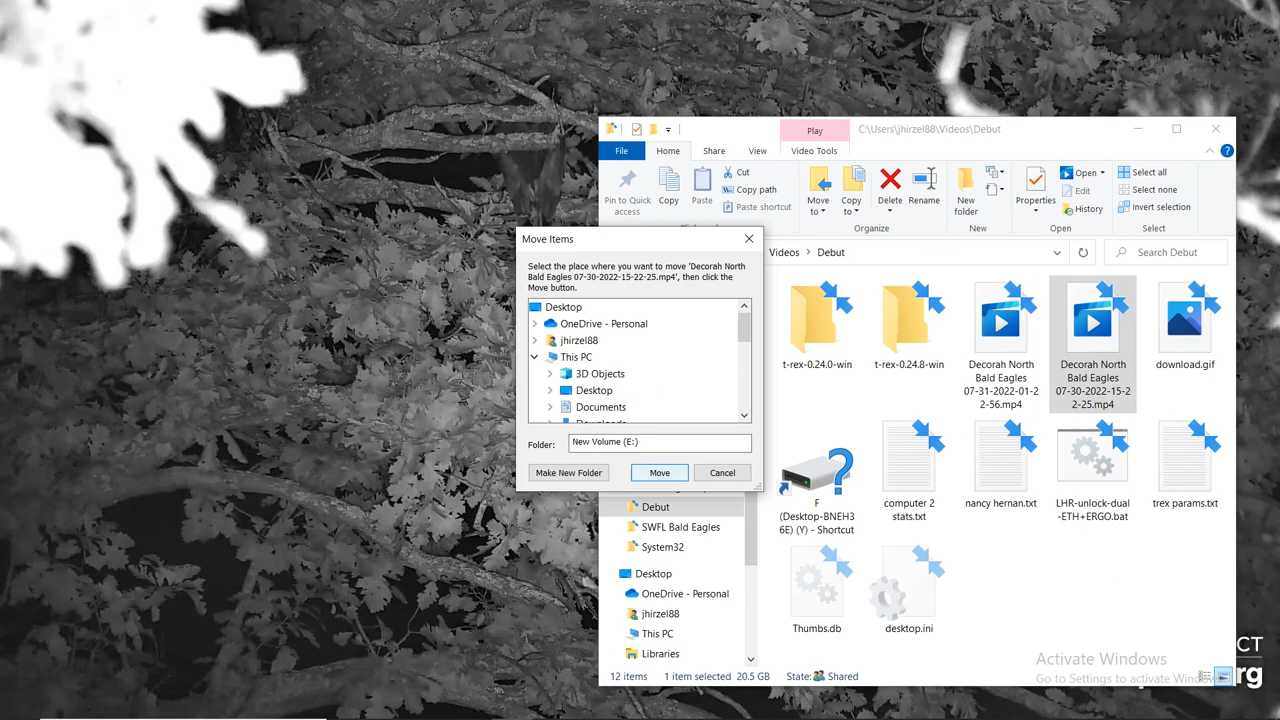 Play
C:\Users\jhirzel88\Videos\Debut
File
Home
Share
View
Video Tools
Pin to Quick
access
Copy
Paste
Cut
Copy path
Paste shortcut
Move
to
Copy
to
Delete
Rename
New
folder
Properties
Open
Edit
History
Select all
Select none
Invert selection
Organize
New
Open
Select
Videos
Debut
Search Debut
Move Items
Select the place where you want to move 'Decorah North
Bald Eagles 07-30-2022-15-22-25.mp4', then click the
Move button.
Desktop
OneDrive - Personal
jhirzel88
This PC
3D Objects
Desktop
Documents
Folder:
New Volume (E:)
Make New Folder
Move
Cancel
t-rex-0.24.0-win
t-rex-0.24.8-win
Decorah North
Bald Eagles
07-31-2022-01-2
2-56.mp4
Decorah North
Bald Eagles
07-30-2022-15-2
2-25.mp4
download.gif
F
(Desktop-BNEH3
6E) (Y) - Shortcut
computer 2
stats.txt
nancy hernan.txt
LHR-unlock-dual
-ETH+ERGO.bat
trex params.txt
Thumbs.db
desktop.ini
Debut
SWFL Bald Eagles
System32
Desktop
OneDrive - Personal
jhirzel88
This PC
Libraries
12 items
1 item selected
20.5 GB
State:
Shared
Activate Windows
Go to Settings to activate Windows
CT
rg